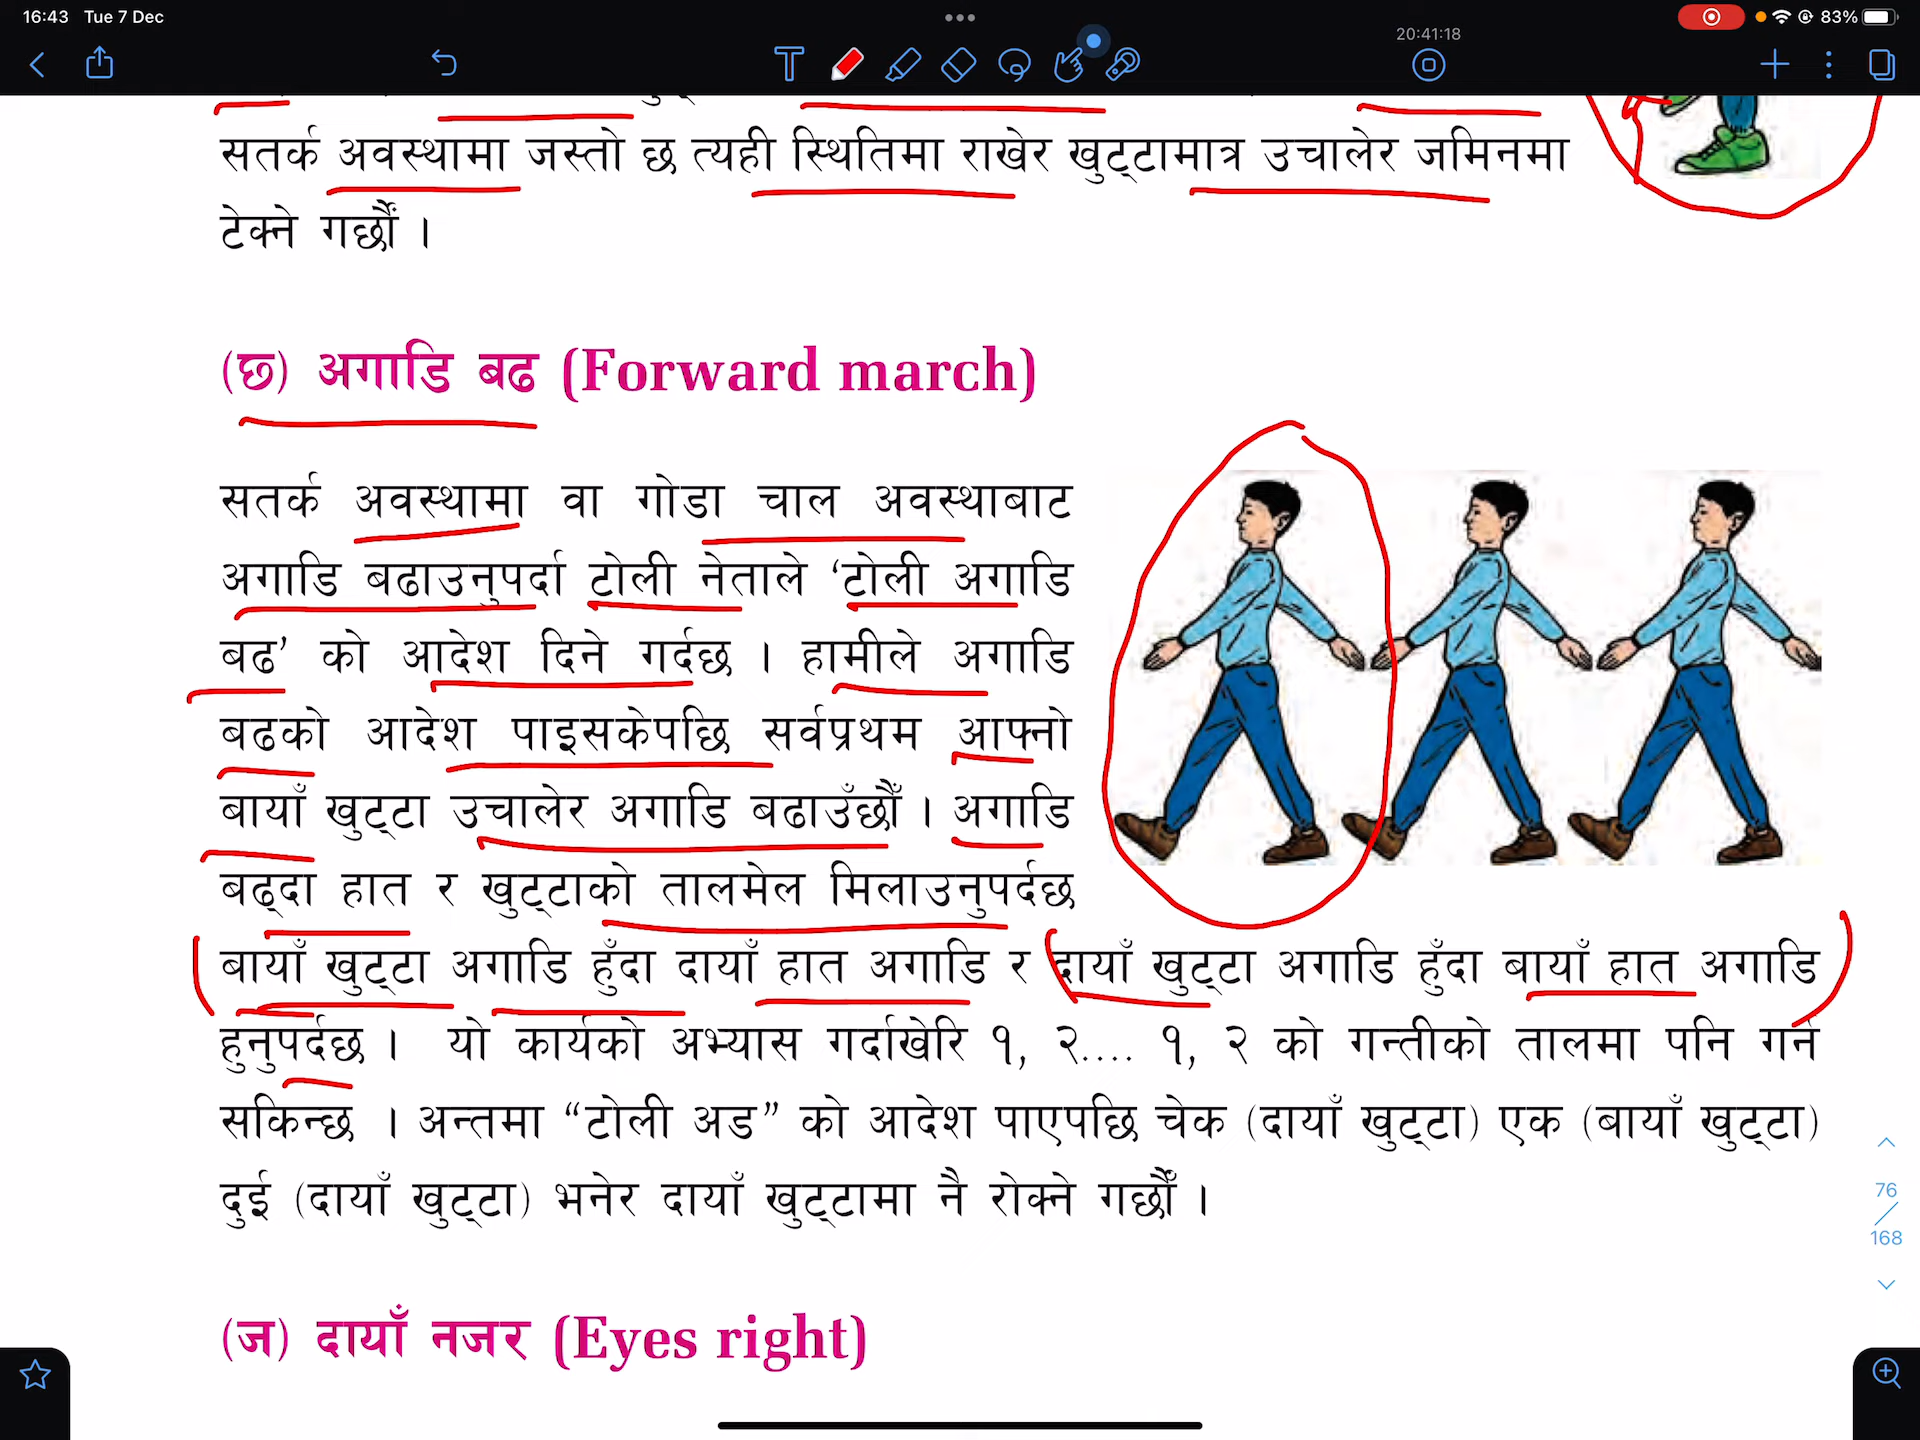 16:43 Tue 7 Dec
83%
20:41:18
सतर्क अवस्थामा जस्तो छ त्यही स्थितिमा राखेर खुट्टामात्र उचालेर जमिनमा
टेक्ने गर्छौं ।
(छ) अगाडि बढ (Forward march)
सतर्क अवस्थामा वा गोडा चाल अवस्थाबाट
अगाडि बढाउनुपर्दा टोली नेताले ‘टोली अगाडि
बढ’ को आदेश दिने गर्दछ । हामीले अगाडि
बढको आदेश पाइसकेपछि सर्वप्रथम आफ्नो
बायाँ खुट्टा उचालेर अगाडि बढाउँछौँ । अगाडि
बढ्दा हात र खुट्टाको तालमेल मिलाउनुपर्दछ
बायाँ खुट्टा अगाडि हुँदा दायाँ हात अगाडि र दायाँ खुट्टा अगाडि हुँदा बायाँ हात अगाडि
हुनुपर्दछ । यो कार्यको अभ्यास गर्दाखेरि १, २.... १, २ को गन्तीको तालमा पनि गर्न
सकिन्छ । अन्तमा “टोली अड” को आदेश पाएपछि चेक (दायाँ खुट्टा) एक (बायाँ खुट्टा)
दुई (दायाँ खुट्टा) भनेर दायाँ खुट्टामा नै रोक्ने गर्छौँ ।
76
168
(ज) दायाँ नजर (Eyes right)